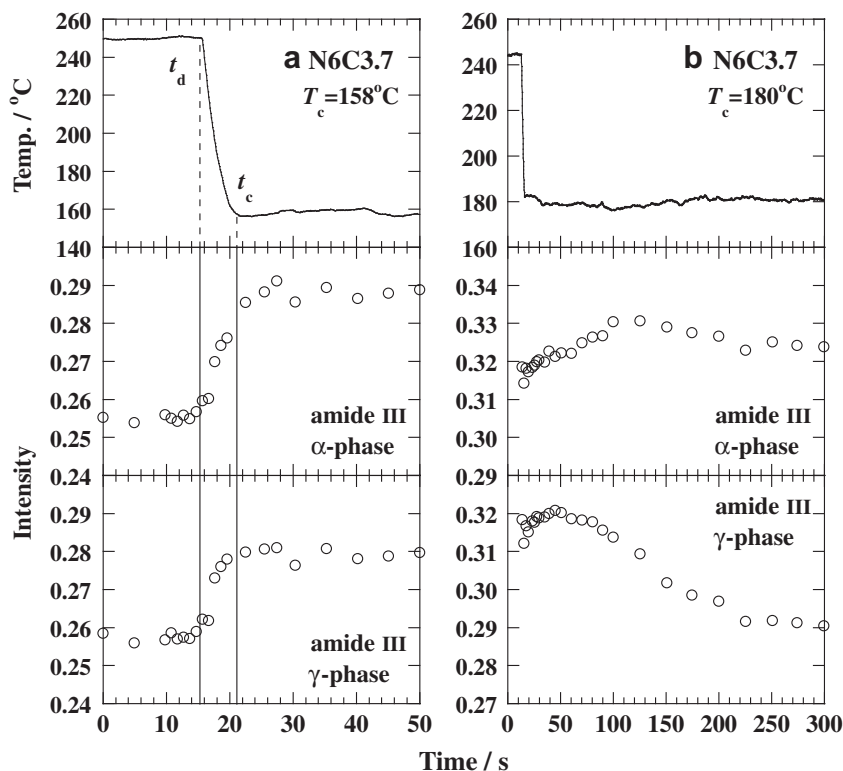 260
240
220
200
180
160
140
Temp. / °C
t_d
t_c
a N6C3.7
T_c=158°C
260
240
220
200
180
160
b N6C3.7
T_c=180°C
0.29
0.28
0.27
0.26
0.25
0.24
amide III
α-phase
0.34
0.33
0.32
0.31
0.30
0.29
amide III
α-phase
Intensity
0.29
0.28
0.27
0.26
0.25
0.24
amide III
γ-phase
0.32
0.31
0.30
0.29
0.28
0.27
amide III
γ-phase
0 10 20 30 40 50
0 50 100 150 200 250 300
Time / s